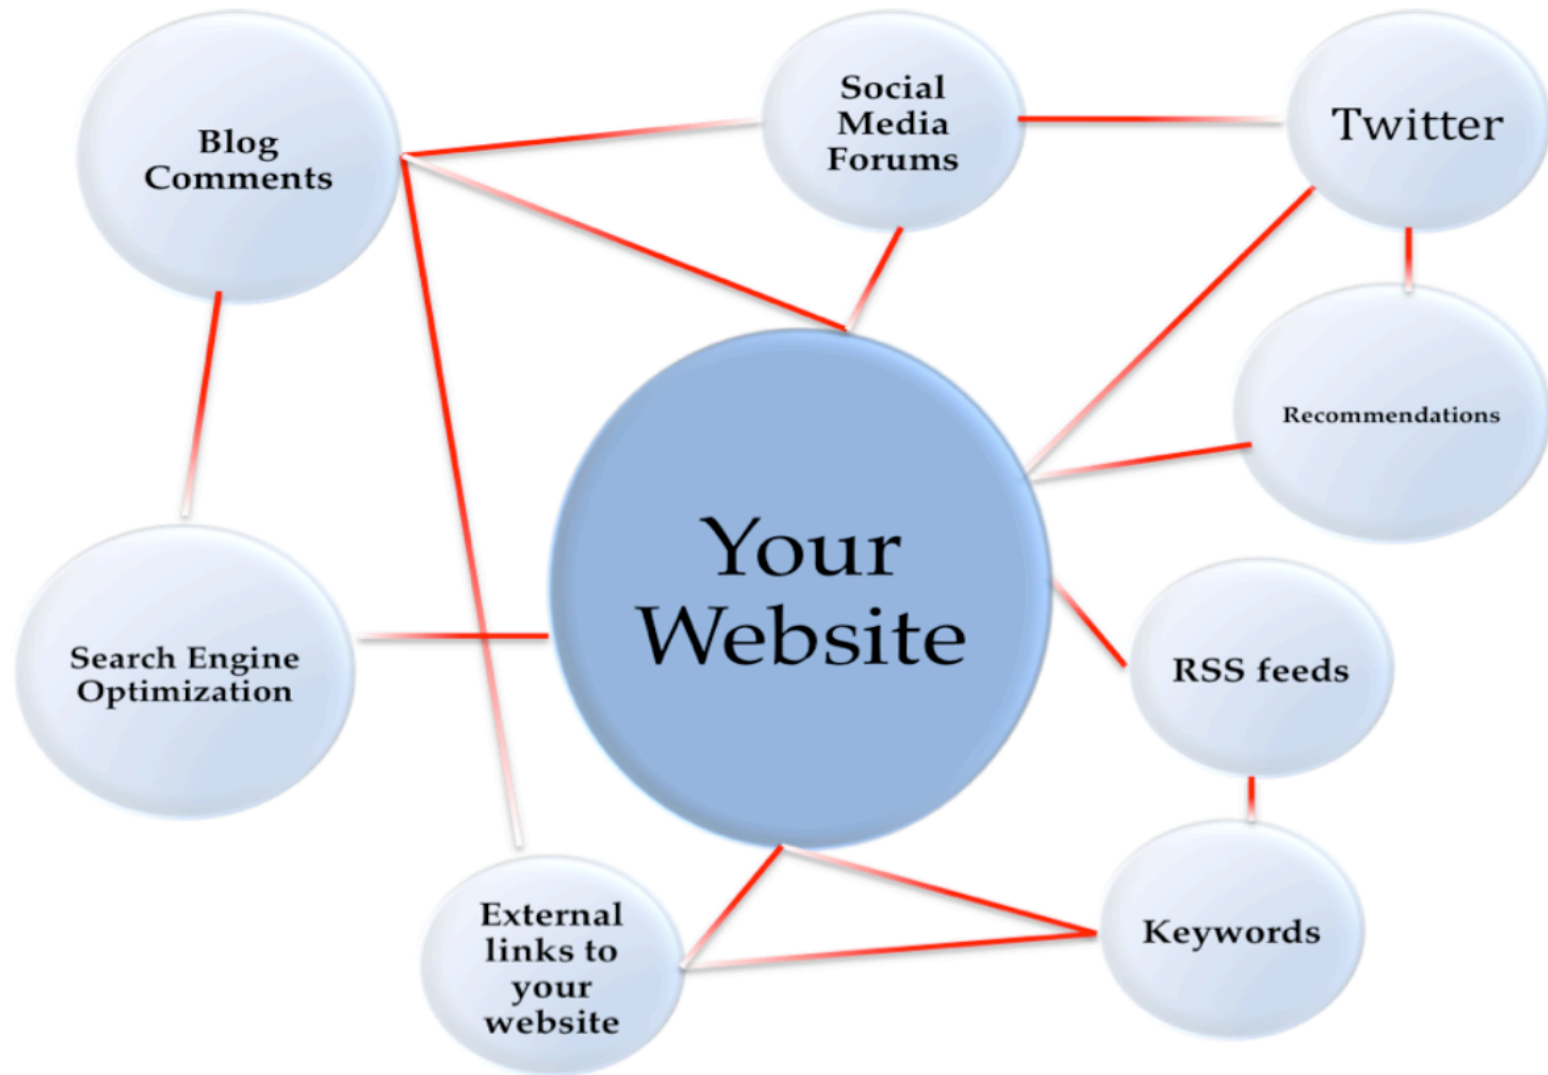 Blog
Comments
Social
Media
Forums
Twitter
Recommendations
Your
Website
Search Engine
Optimization
RSS feeds
External
links to
your
website
Keywords